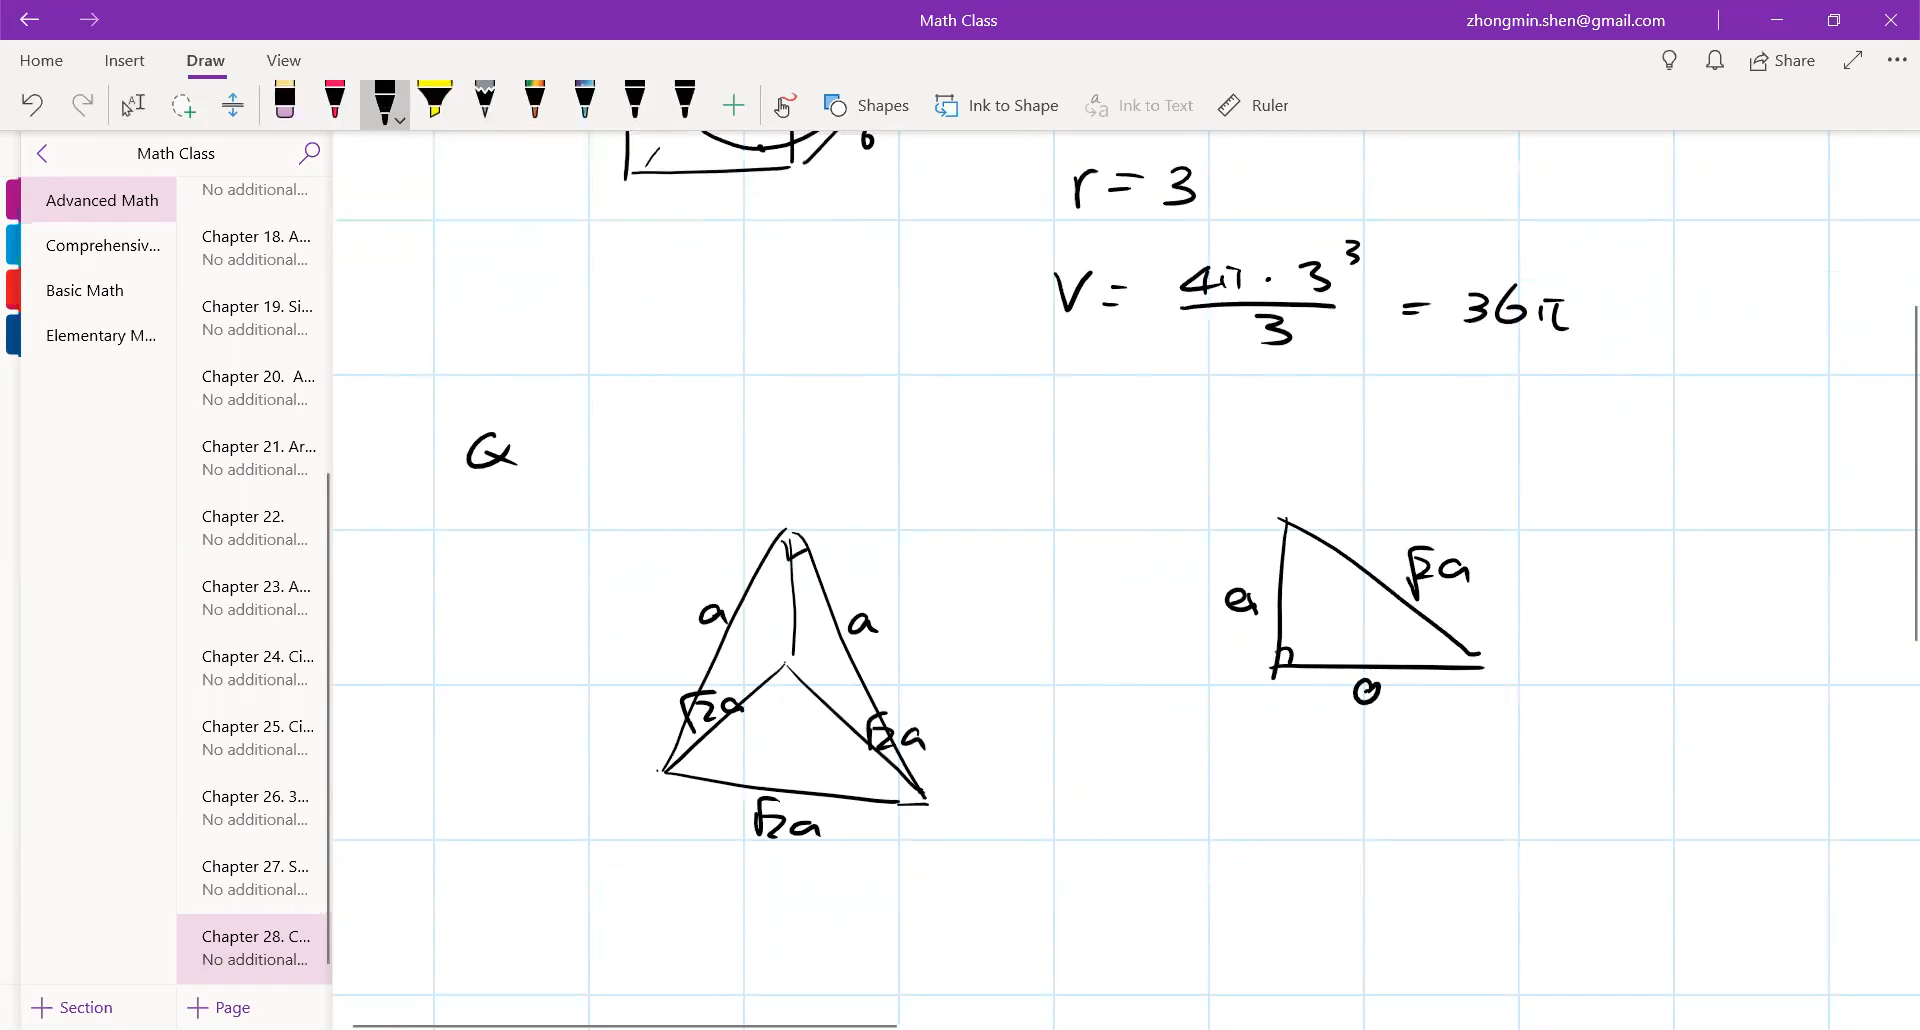 Math Class
zhongmin.shen@gmail.com
Home
Insert
Draw
View
Share
Shapes
Ink to Shape
Ink to Text
Ruler
Math Class
Advanced Math
Comprehensiv...
Basic Math
Elementary M...
No additional...
Chapter 18. A...
No additional...
Chapter 19. Si...
No additional...
Chapter 20. A...
No additional...
Chapter 21. Ar...
No additional...
Chapter 22.
No additional...
Chapter 23. A...
No additional...
Chapter 24. Ci...
No additional...
Chapter 25. Ci...
No additional...
Chapter 26. 3...
No additional...
Chapter 27. S...
No additional...
Chapter 28. C...
No additional...
Section
Page
6
r = 3
V = 4π · 3³ / 3 = 36π
Q
a
a
√2a
√2a
√2a
a
√2a